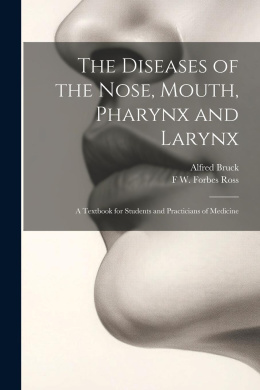 The Diseases of
the Nose, Mouth,
Pharynx and
Larynx
Alfred Bruck,
F W. Forbes Ross
A Textbook for Students and Practicians of Medicine